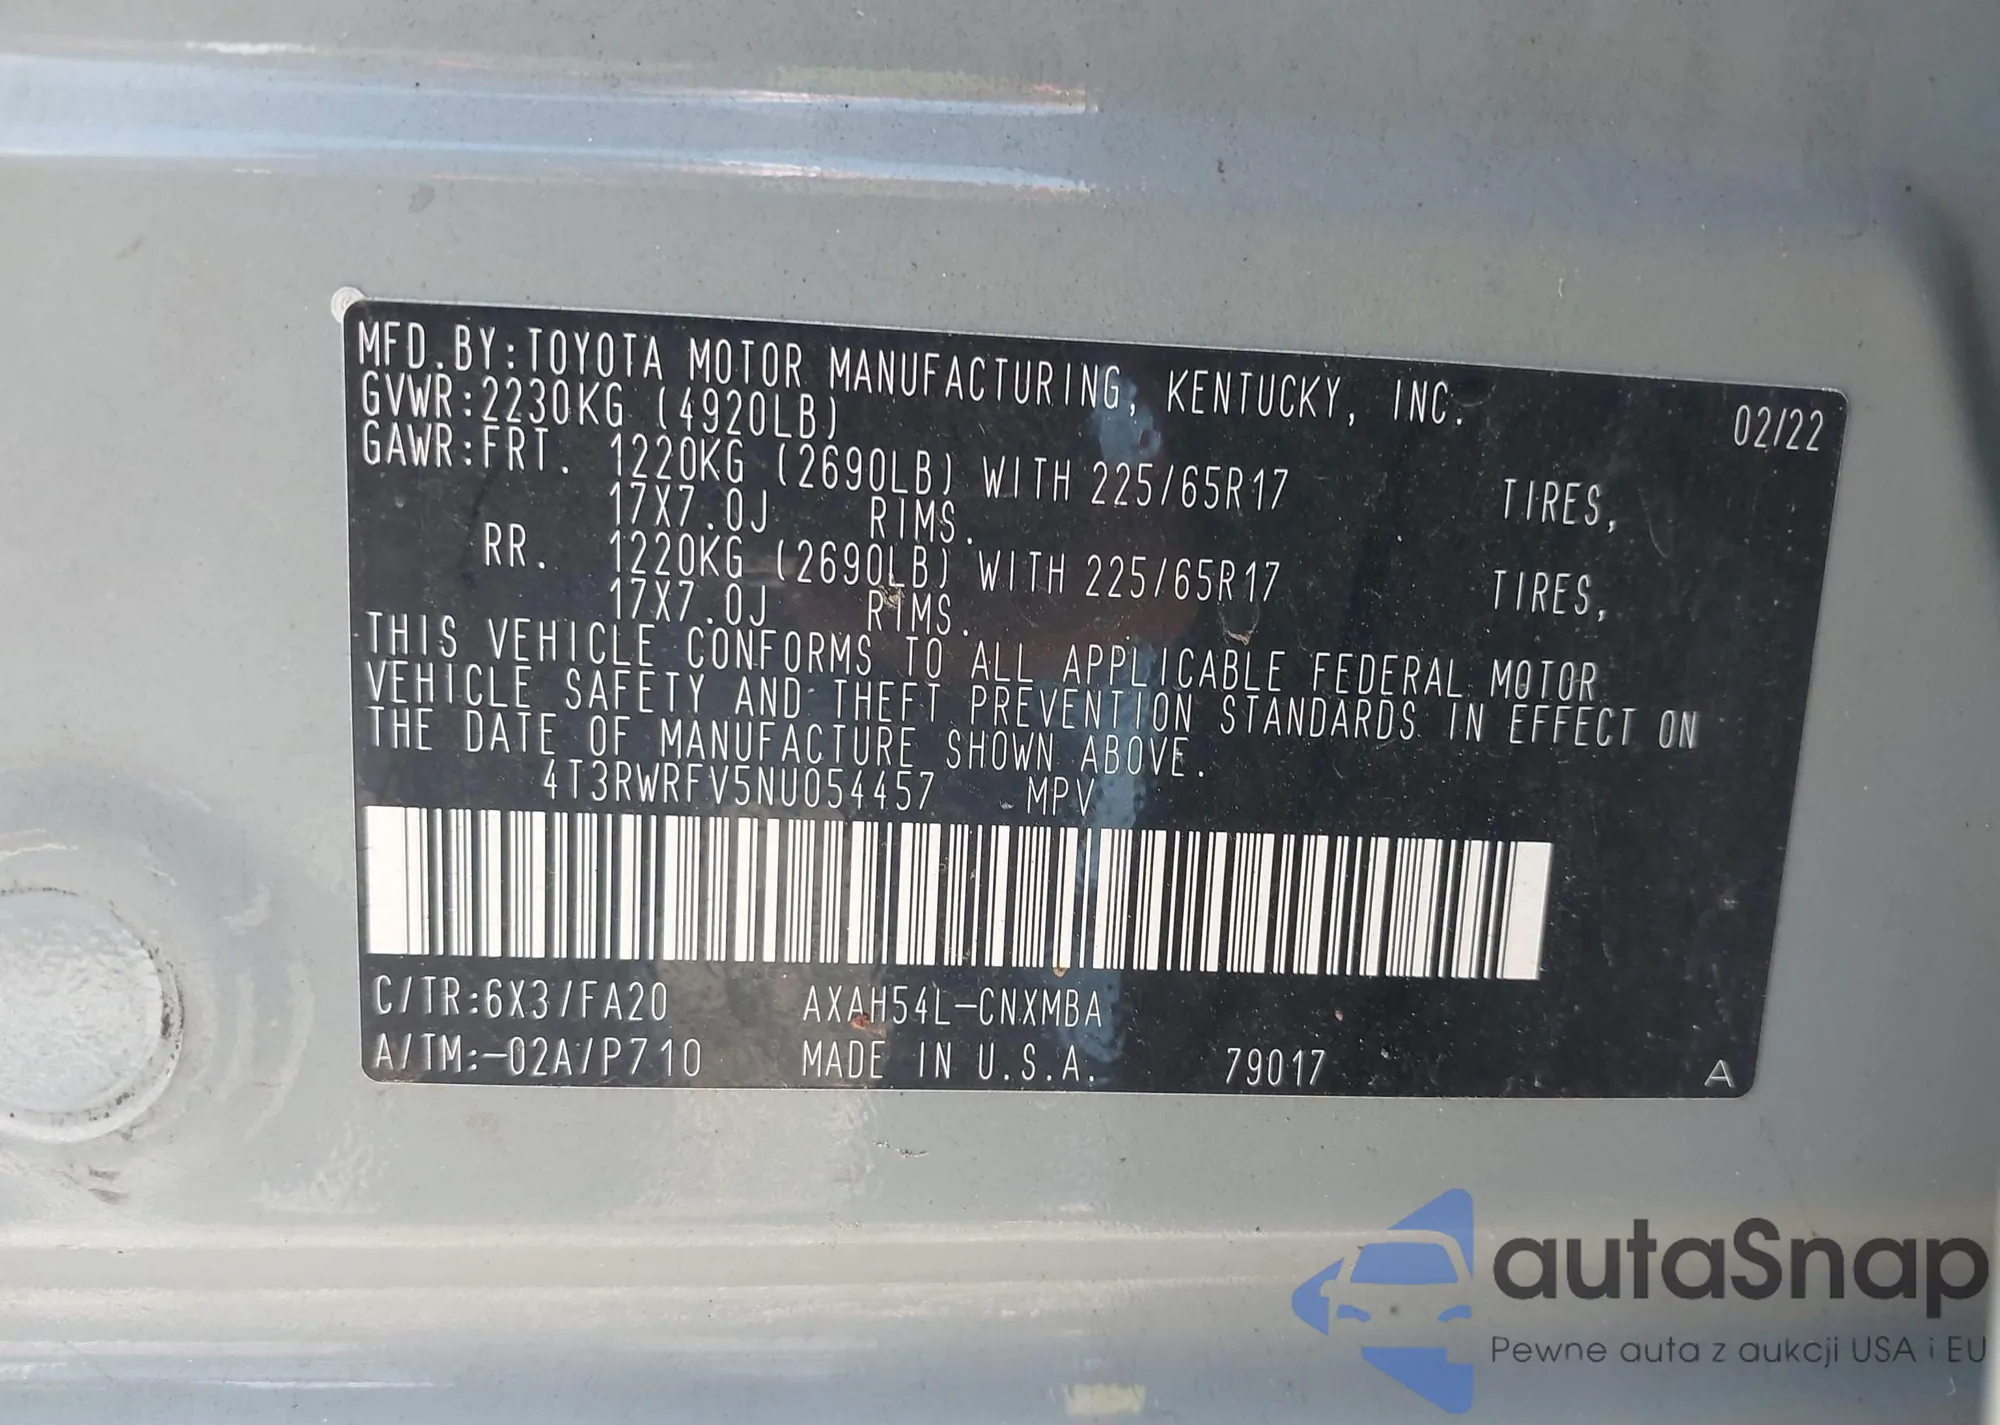 MFD.BY:TOYOTA MOTOR MANUFACTURING, KENTUCKY, INC. 02/22
GVWR:2230KG (4920LB)
GAWR:FRT. 1220KG (2690LB) WITH 225/65R17 TIRES,
17X7.0J RIMS.
RR. 1220KG (2690LB) WITH 225/65R17 TIRES,
17X7.0J RIMS.
THIS VEHICLE CONFORMS TO ALL APPLICABLE FEDERAL MOTOR
VEHICLE SAFETY AND THEFT PREVENTION STANDARDS IN EFFECT ON
THE DATE OF MANUFACTURE SHOWN ABOVE.
4T3RWRFV5NU054457 MPV
C/TR:6X3/FA20 AXAH54L-CNXMBA
A/TM:-02A/P710 MADE IN U.S.A. 79017 A
autaSnap
Pewne auta z aukcji USA i EU